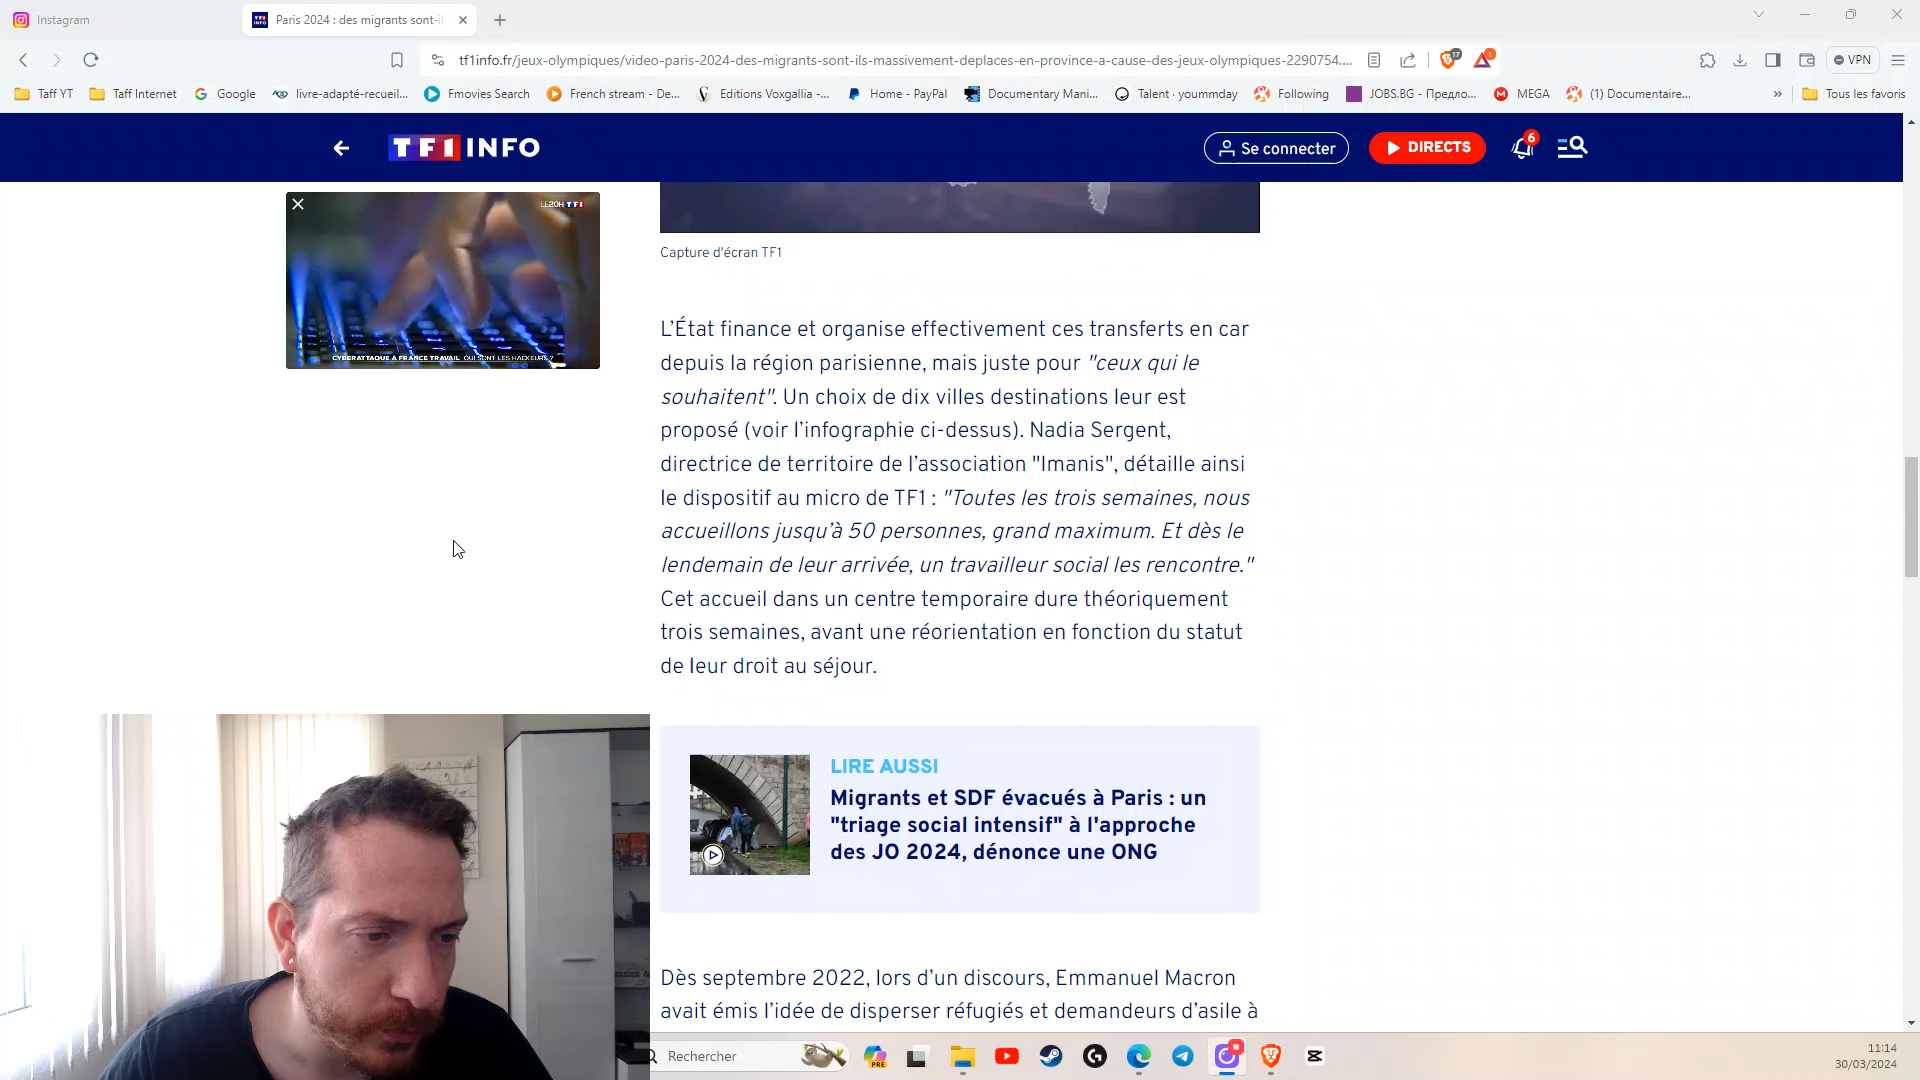 Instagram
Paris 2024 : des migrants sont-il
tf1info.fr/jeux-olympiques/video-paris-2024-des-migrants-sont-ils-massivement-deplaces-en-province-a-cause-des-jeux-olympiques-2290754....
17
1
VPN
Taff YT
Taff Internet
Google
livre-adapté-recueil...
Fmovies Search
French stream - De...
Editions Voxgallia -...
Home - PayPal
Documentary Mani...
Talent · yoummday
Following
JOBS.BG - Предло...
MEGA
(1) Documentaire...
»
Tous les favoris
TF1 INFO
Se connecter
DIRECTS
6
LE20H TF1
CYBERATTAQUE À FRANCE TRAVAIL QUI SONT LES HACKEURS ?
Capture d'écran TF1
L'État finance et organise effectivement ces transferts en car
depuis la région parisienne, mais juste pour "ceux qui le
souhaitent". Un choix de dix villes destinations leur est
proposé (voir l'infographie ci-dessus). Nadia Sergent,
directrice de territoire de l'association "Imanis", détaille ainsi
le dispositif au micro de TF1 : "Toutes les trois semaines, nous
accueillons jusqu'à 50 personnes, grand maximum. Et dès le
lendemain de leur arrivée, un travailleur social les rencontre."
Cet accueil dans un centre temporaire dure théoriquement
trois semaines, avant une réorientation en fonction du statut
de leur droit au séjour.
LIRE AUSSI
Migrants et SDF évacués à Paris : un
"triage social intensif" à l'approche
des JO 2024, dénonce une ONG
Dès septembre 2022, lors d'un discours, Emmanuel Macron
avait émis l'idée de disperser réfugiés et demandeurs d'asile à
Rechercher
PRE
11:14
30/03/2024